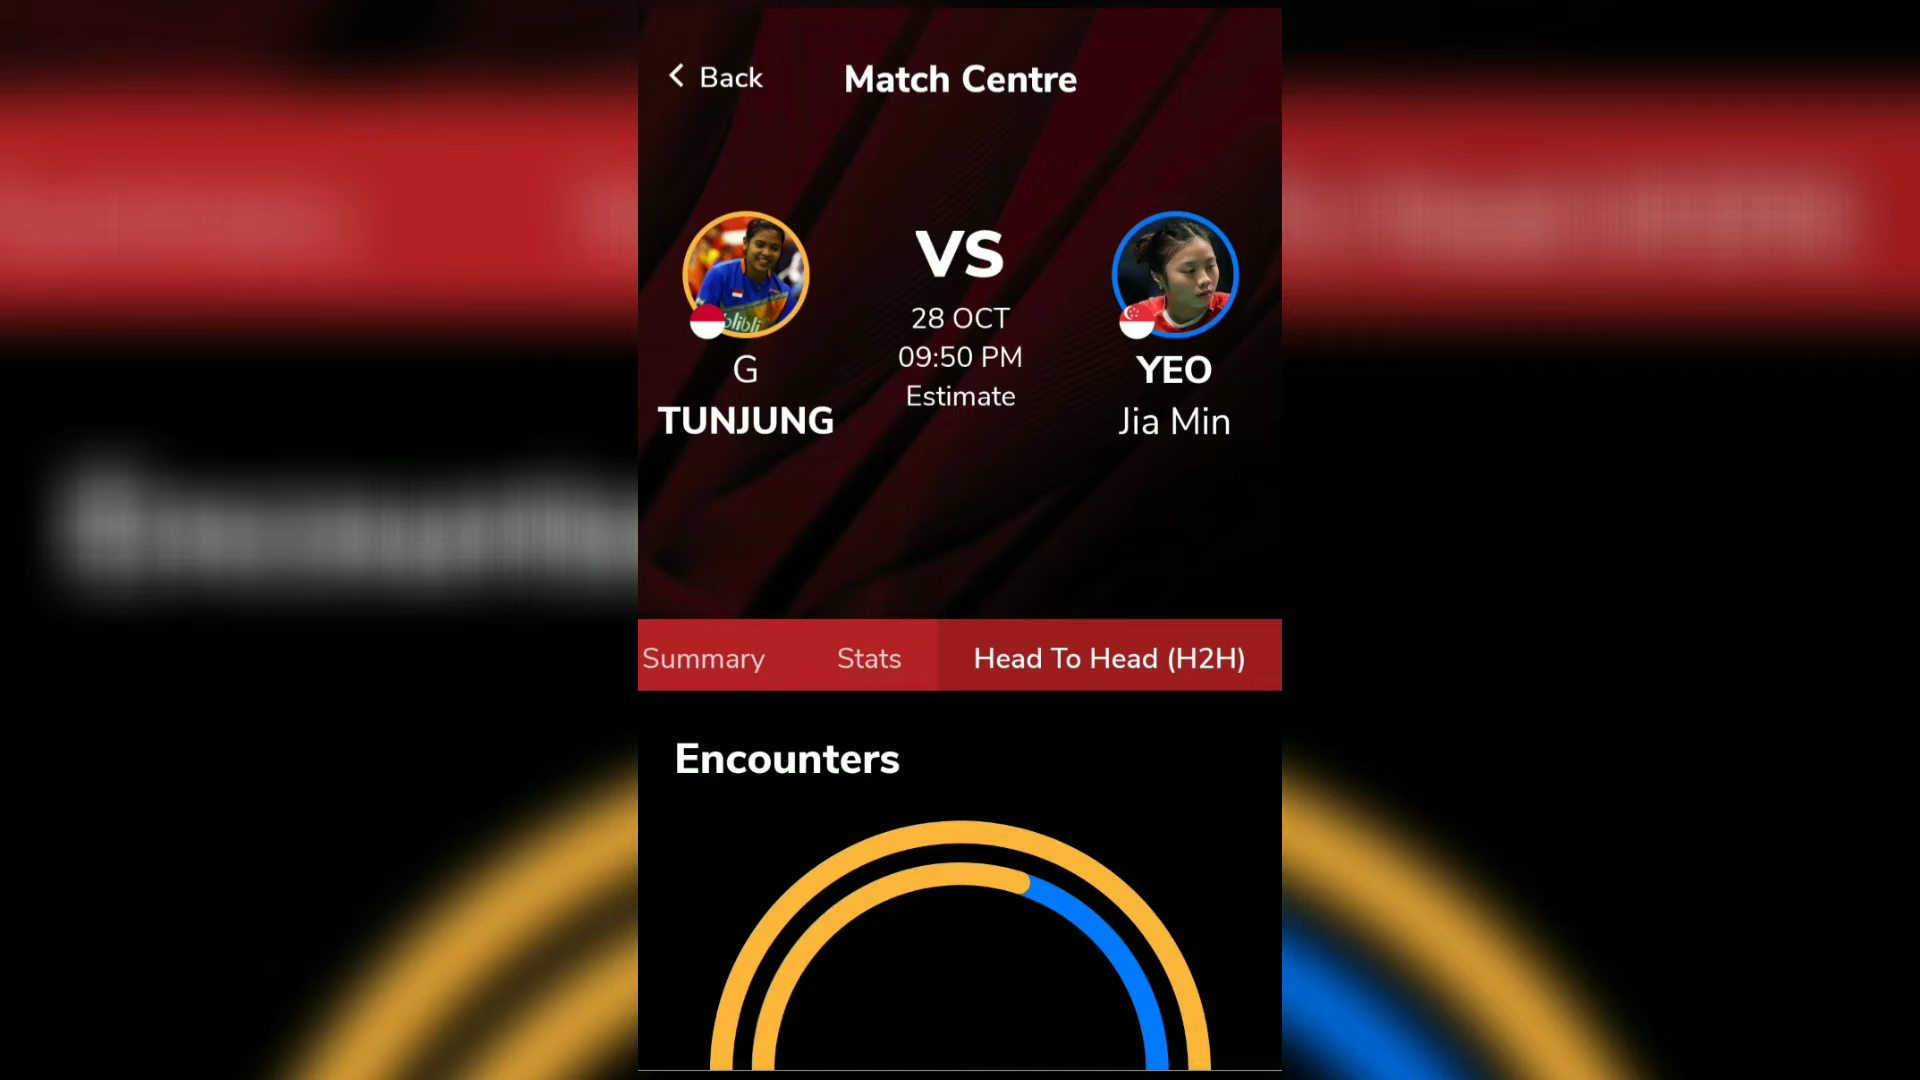 Back
Match Centre
VS
28 OCT
09:50 PM
Estimate
blibli
G
TUNJUNG
YEO
Jia Min
Summary
Stats
Head To Head (H2H)
Encounters